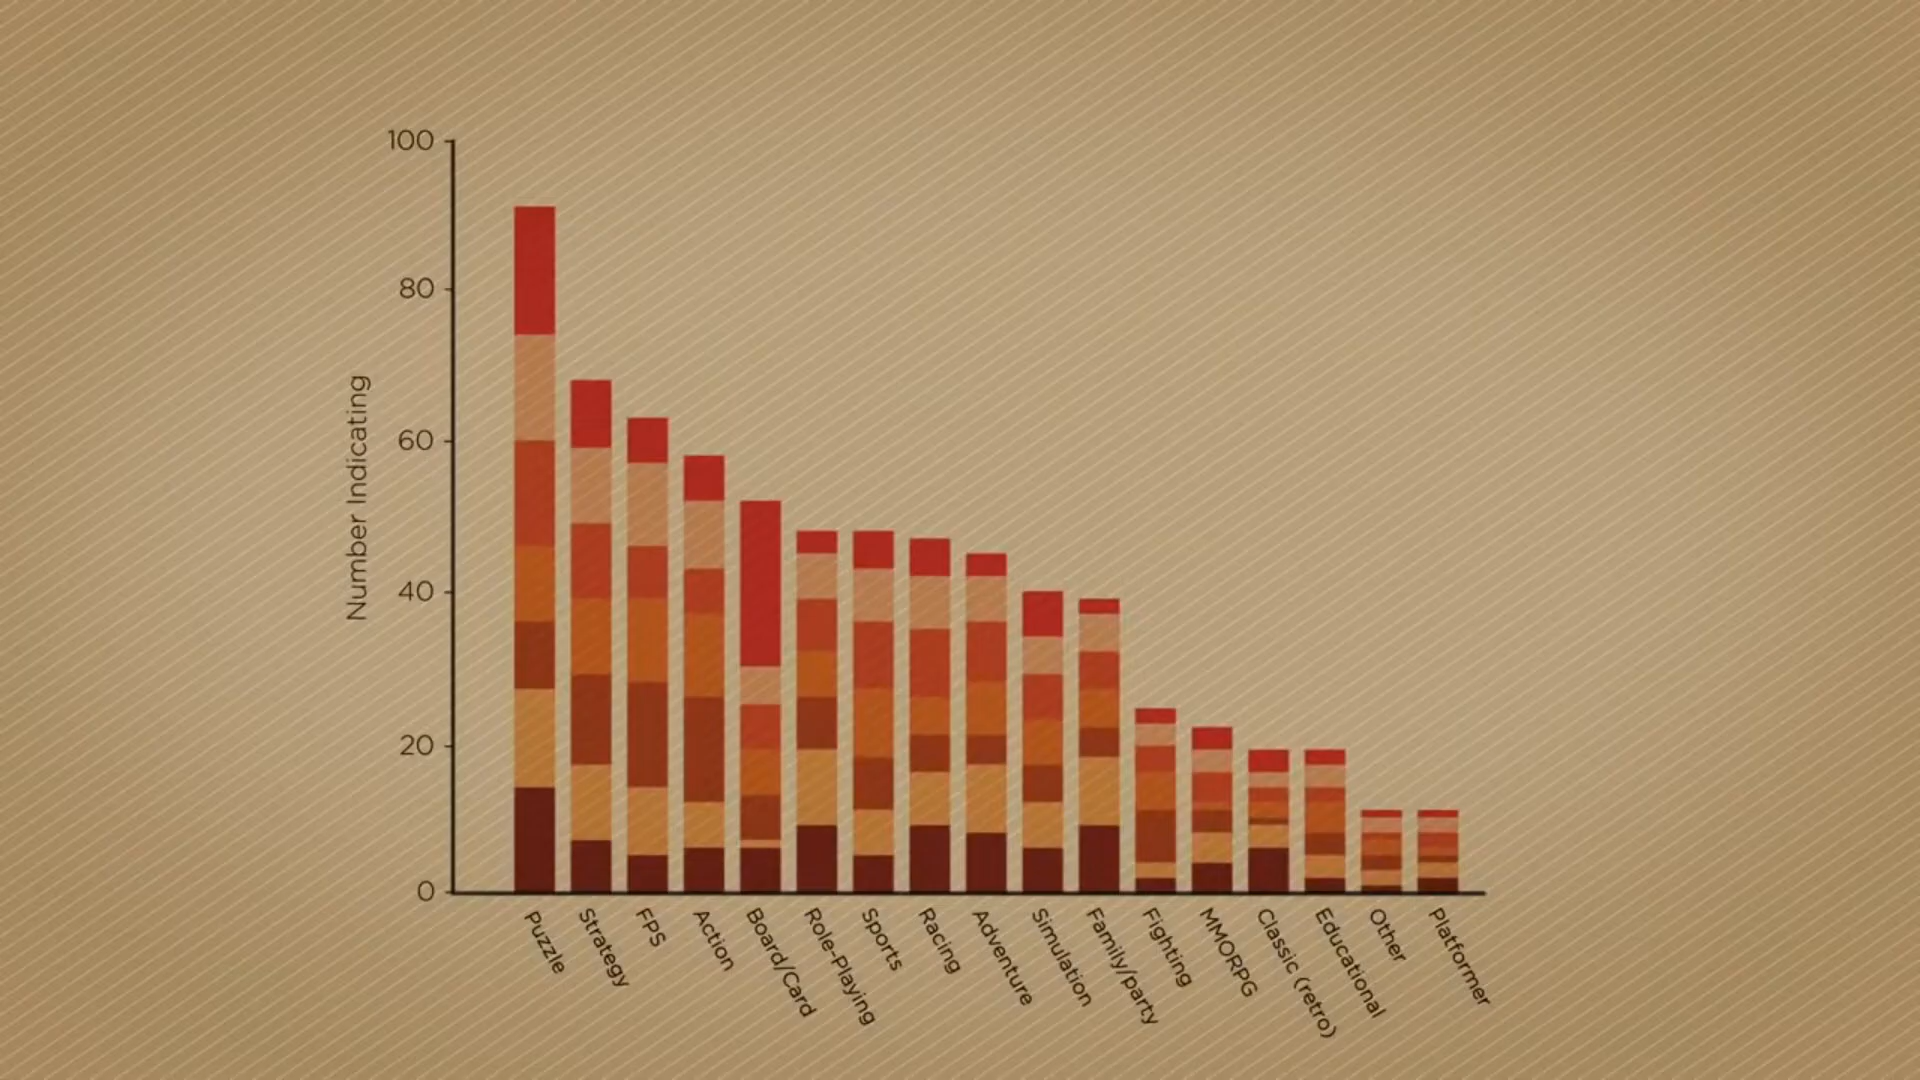 100
80
60
40
20
0
Number Indicating
Puzzle
Strategy
FPS
Action
Board/Card
Role-Playing
Sports
Racing
Adventure
Simulation
Family/party
Fighting
MMORPG
Classic (retro)
Educational
Other
Platformer